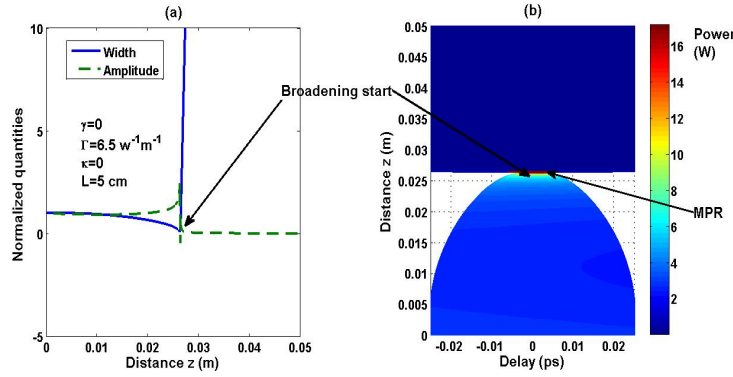 (a)
10
5
0
-5
0
0.01
0.02
0.03
0.04
0.05
Distance z (m)
Normalized quantities
Width
Amplitude
γ=0
Γ=6.5 w⁻¹m⁻¹
κ=0
L=5 cm
Broadening start
(b)
0.05
0.045
0.04
0.035
0.03
0.025
0.02
0.015
0.01
0.005
0
-0.02
-0.01
0
0.01
0.02
Delay (ps)
Distance z (m)
Power
(W)
16
14
12
10
8
6
4
2
MPR